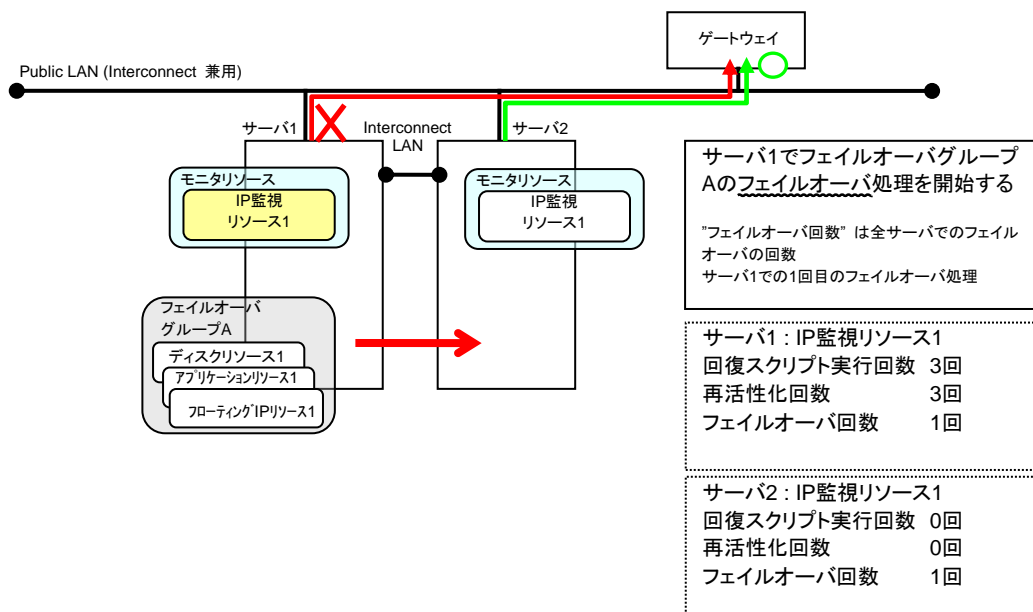 ゲートウェイ
Public LAN (Interconnect 兼用)
サーバ1
Interconnect
LAN
サーバ2
モニタリソース
IP監視
リソース1
モニタリソース
IP監視
リソース1
フェイルオーバ
グループA
ディスクリソース1
アプリケーションリソース1
フローティングIPリソース1
サーバ1でフェイルオーバグループ
Aのフェイルオーバ処理を開始する
"フェイルオーバ回数" は全サーバでのフェイル
オーバの回数
サーバ1での1回目のフェイルオーバ処理
サーバ1 : IP監視リソース1
回復スクリプト実行回数 3回
再活性化回数 3回
フェイルオーバ回数 1回
サーバ2 : IP監視リソース1
回復スクリプト実行回数 0回
再活性化回数 0回
フェイルオーバ回数 1回